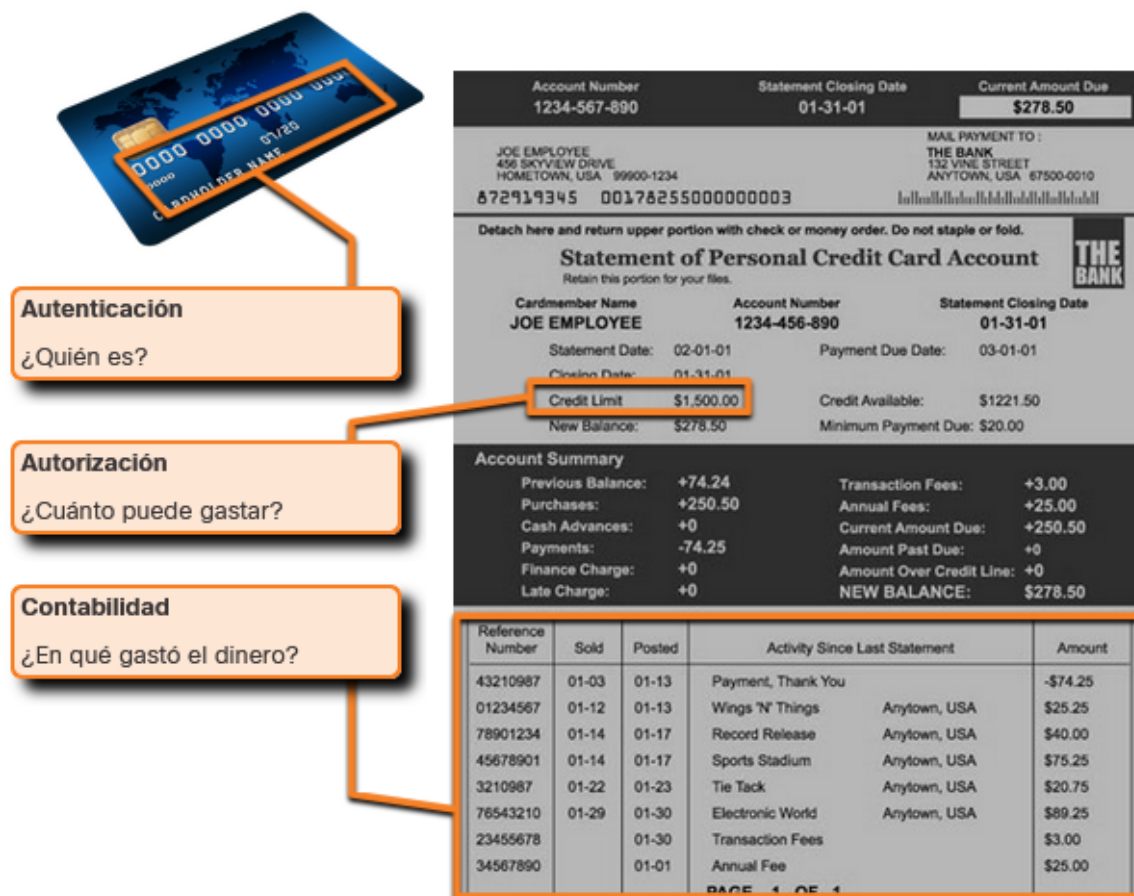 0000 0000 0000 000
0000
07/20
CARDHOLDER NAME
Account Number Statement Closing Date Current Amount Due
1234-567-890 01-31-01 $278.50
JOE EMPLOYEE
456 SKYVIEW DRIVE
HOMETOWN, USA 99900-1234
MAIL PAYMENT TO :
THE BANK
132 VINE STREET
ANYTOWN, USA 67500-0010
872919345 00178255000000003
Detach here and return upper portion with check or money order. Do not staple or fold.
Statement of Personal Credit Card Account
Retain this portion for your files.
THE
BANK
Cardmember Name Account Number Statement Closing Date
JOE EMPLOYEE 1234-456-890 01-31-01
Statement Date: 02-01-01 Payment Due Date: 03-01-01
Closing Date: 01-31-01
Credit Limit $1,500.00 Credit Available: $1221.50
New Balance: $278.50 Minimum Payment Due: $20.00
Account Summary
Previous Balance: +74.24 Transaction Fees: +3.00
Purchases: +250.50 Annual Fees: +25.00
Cash Advances: +0 Current Amount Due: +250.50
Payments: -74.25 Amount Past Due: +0
Finance Charge: +0 Amount Over Credit Line: +0
Late Charge: +0 NEW BALANCE: $278.50
Reference
Number Sold Posted Activity Since Last Statement Amount
43210987 01-03 01-13 Payment, Thank You -$74.25
01234567 01-12 01-13 Wings 'N' Things Anytown, USA $25.25
78901234 01-14 01-17 Record Release Anytown, USA $40.00
45678901 01-14 01-17 Sports Stadium Anytown, USA $75.25
3210987 01-22 01-23 Tie Tack Anytown, USA $20.75
76543210 01-29 01-30 Electronic World Anytown, USA $89.25
23455678 01-30 Transaction Fees $3.00
34567890 01-01 Annual Fee $25.00
PAGE 1 OF 1
Autenticación
¿Quién es?
Autorización
¿Cuánto puede gastar?
Contabilidad
¿En qué gastó el dinero?